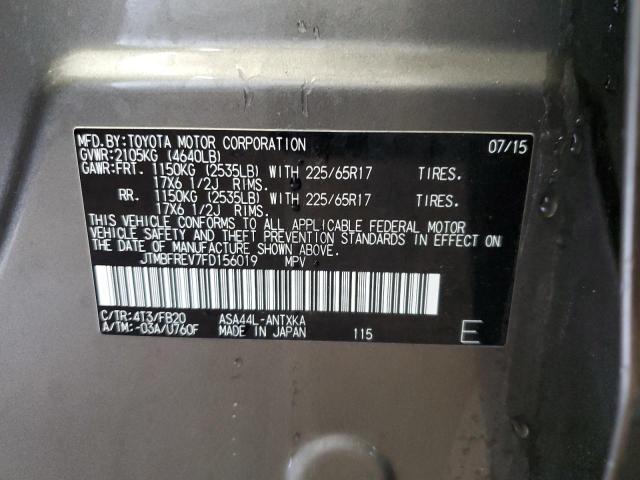 MFD.BY:TOYOTA MOTOR CORPORATION 07/15
GVWR:2105KG (4640LB)
GAWR:FRT. 1150KG (2535LB) WITH 225/65R17 TIRES.
17X6 1/2J RIMS.
RR. 1150KG (2535LB) WITH 225/65R17 TIRES.
17X6 1/2J RIMS.
THIS VEHICLE CONFORMS TO ALL APPLICABLE FEDERAL MOTOR
VEHICLE SAFETY AND THEFT PREVENTION STANDARDS IN EFFECT
ON THE DATE OF MANUFACTURE SHOWN ABOVE.
JTMBFREV7FD156019 MPV
C/TR:4T3/FB20 ASA44L-ANTXKA
A/TM:-03A/U760F MADE IN JAPAN 115 E